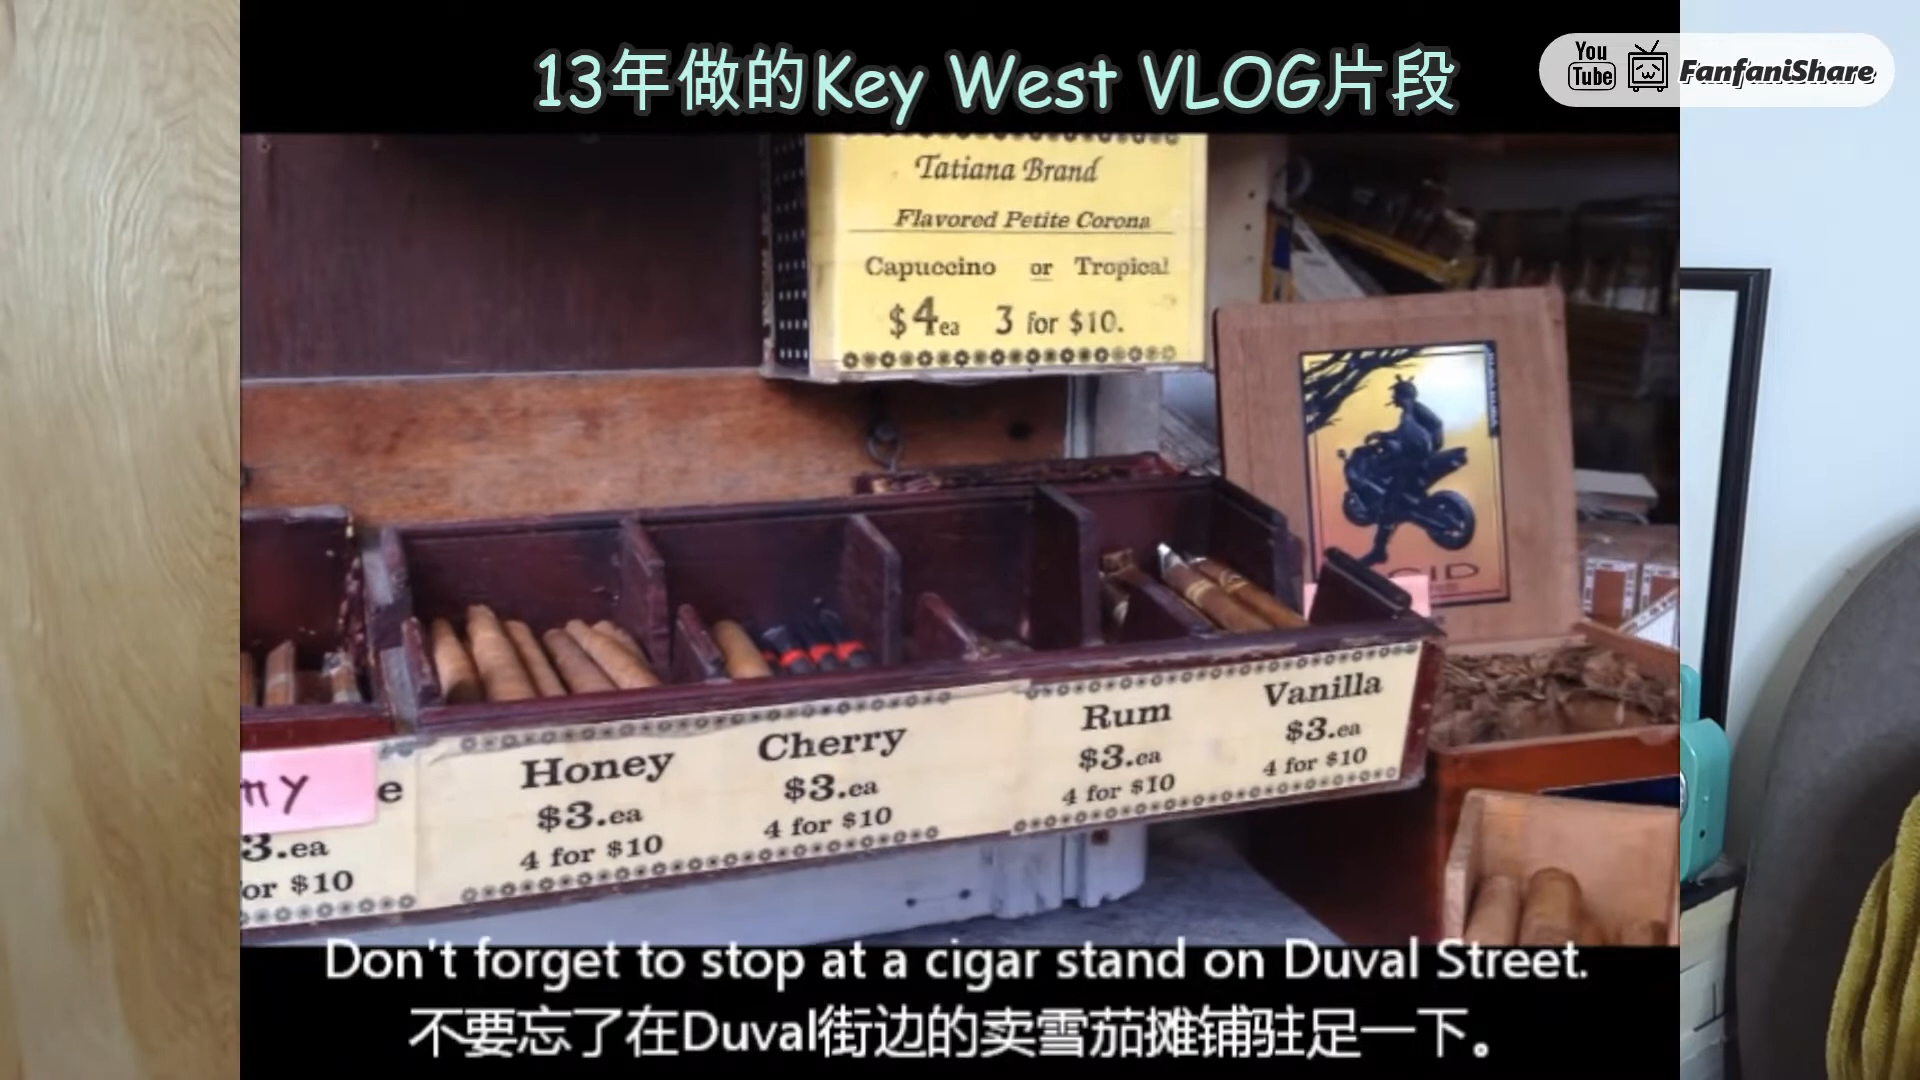 13年做的Key West VLOG片段
You
Tube
FanfaniShare
Tatiana Brand
Flavored Petite Corona
Capuccino or Tropical
$4ea 3 for $10.
CID
Vanilla
$3.ea
4 for $10
Rum
$3.ea
4 for $10
Cherry
$3.ea
4 for $10
Honey
$3.ea
4 for $10
my e
3.ea
or $10
Don't forget to stop at a cigar stand on Duval Street.
不要忘了在Duval街边的卖雪茄摊铺驻足一下。